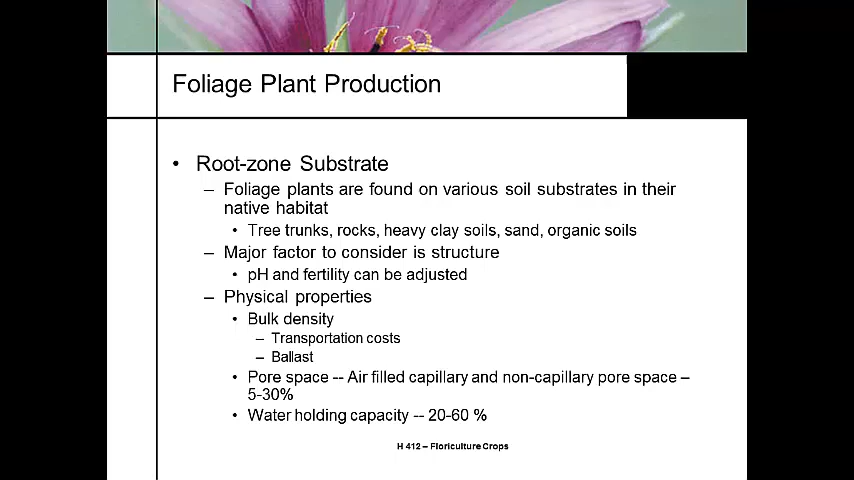 Foliage Plant Production
• Root-zone Substrate
– Foliage plants are found on various soil substrates in their
native habitat
• Tree trunks, rocks, heavy clay soils, sand, organic soils
– Major factor to consider is structure
• pH and fertility can be adjusted
– Physical properties
• Bulk density
– Transportation costs
– Ballast
• Pore space -- Air filled capillary and non-capillary pore space –
5-30%
• Water holding capacity -- 20-60 %
H 412 – Floriculture Crops